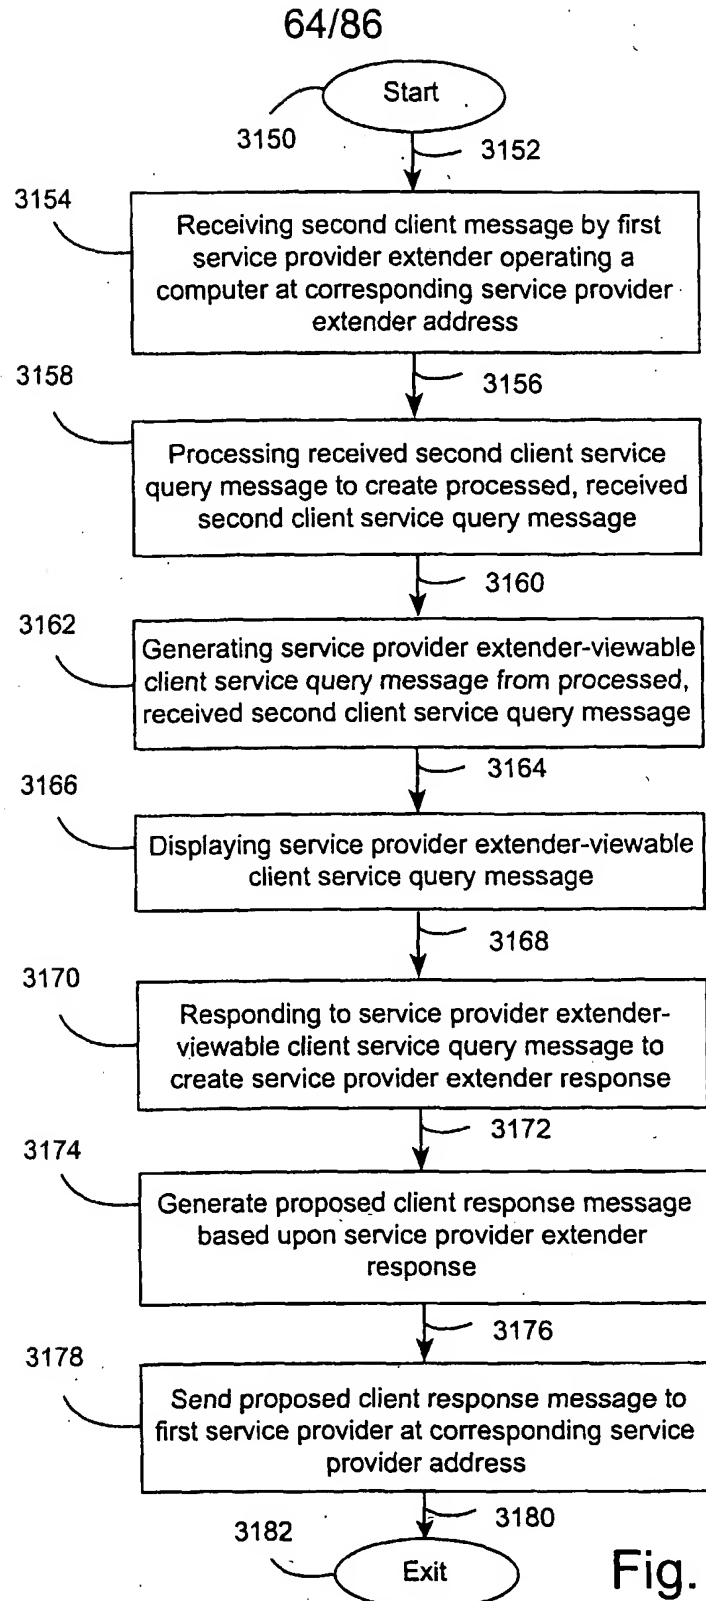 64/86
Start
3150
3152
3154
Receiving second client message by first
service provider extender operating a
computer at corresponding service provider
extender address
3156
3158
Processing received second client service
query message to create processed, received
second client service query message
3160
3162
Generating service provider extender-viewable
client service query message from processed,
received second client service query message
3164
3166
Displaying service provider extender-viewable
client service query message
3168
3170
Responding to service provider extender-
viewable client service query message to
create service provider extender response
3172
3174
Generate proposed client response message
based upon service provider extender
response
3176
3178
Send proposed client response message to
first service provider at corresponding service
provider address
3180
3182
Exit
Fig.